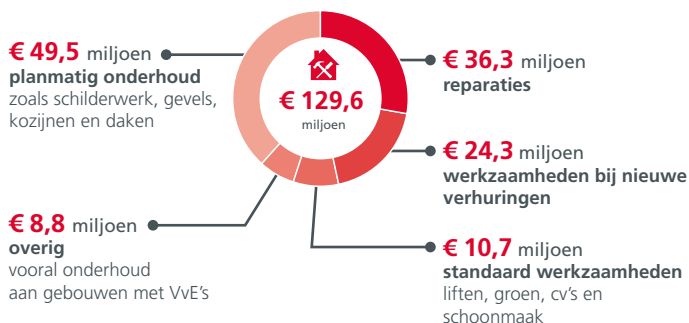 € 49,5 miljoen
planmatig onderhoud
zoals schilderwerk, gevels,
kozijnen en daken
€ 8,8 miljoen
overig
vooral onderhoud
aan gebouwen met VvE's
€ 129,6
miljoen
€ 36,3 miljoen
reparaties
€ 24,3 miljoen
werkzaamheden bij nieuwe
verhuringen
€ 10,7 miljoen
standaard werkzaamheden
liften, groen, cv's en
schoonmaak